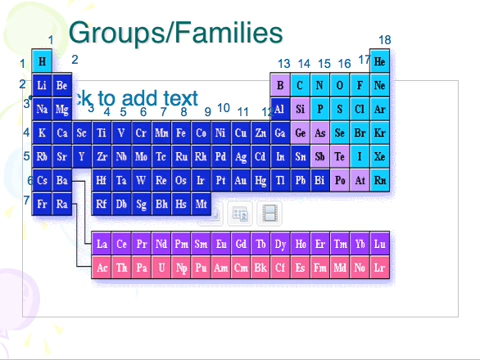 Groups/Families
1 18
1 H 2 13 14 15 16 17 He
2 Li Be B C N O F Ne
ck to add text
3 Na Mg 3 4 5 6 7 8 9 10 11 12 Al Si P S Cl Ar
4 K Ca Sc Ti V Cr Mn Fe Co Ni Cu Zn Ga Ge As Se Br Kr
5 Rb Sr Y Zr Nb Mo Tc Ru Rh Pd Ag Cd In Sn Sb Te I Xe
6 Cs Ba Hf Ta W Re Os Ir Pt Au Hg Tl Pb Bi Po At Rn
7 Fr Ra Rf Db Sg Bh Hs Mt
La Ce Pr Nd Pm Sm Eu Gd Tb Dy Ho Er Tm Yb Lu
Ac Th Pa U Np Pu Am Cm Bk Cf Es Fm Md No Lr